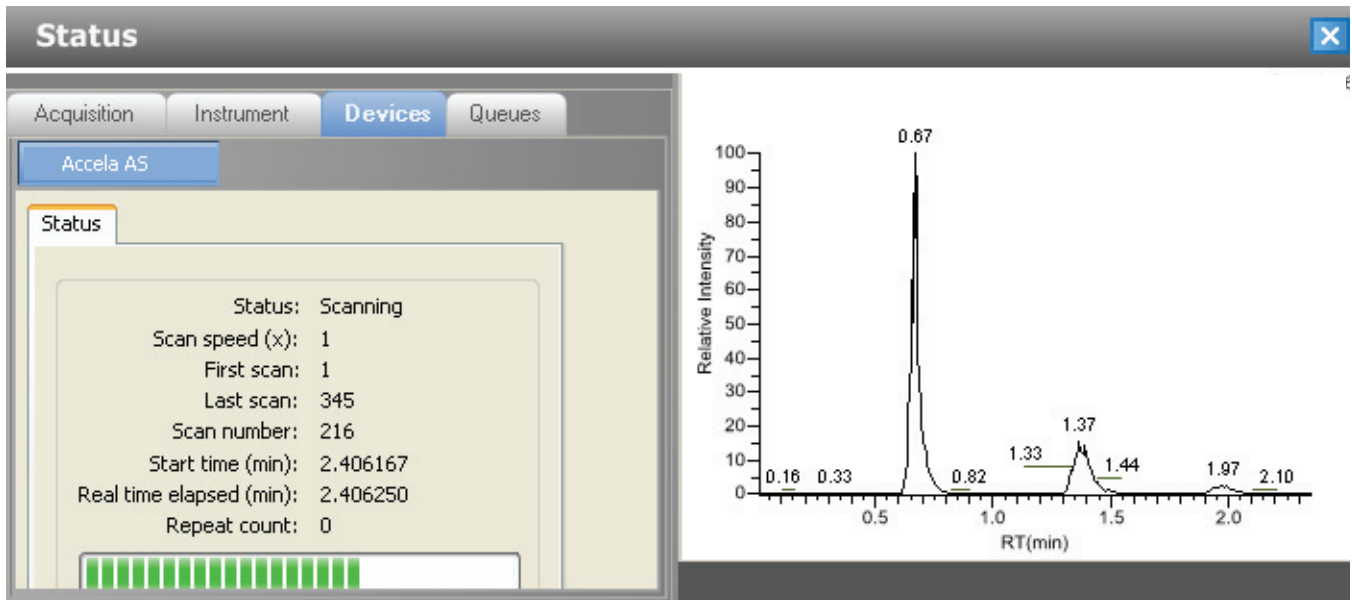 Status
Acquisition Instrument Devices Queues
Accela AS
Status
Status: Scanning
Scan speed (x): 1
First scan: 1
Last scan: 345
Scan number: 216
Start time (min): 2.406167
Real time elapsed (min): 2.406250
Repeat count: 0
0.67
100
90
80
70
60
50
40
30
20
10
0
Relative Intensity
0.16 0.33 0.82 1.33 1.37 1.44 1.97 2.10
0.5 1.0 1.5 2.0
RT(min)